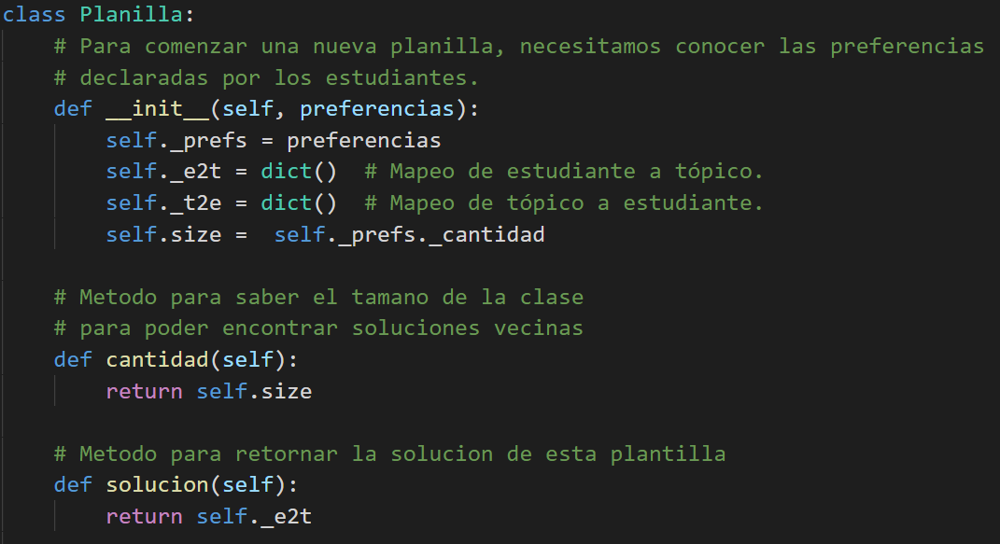 class Planilla:
    # Para comenzar una nueva planilla, necesitamos conocer las preferencias
    # declaradas por los estudiantes.
    def __init__(self, preferencias):
        self._prefs = preferencias
        self._e2t = dict()  # Mapeo de estudiante a tópico.
        self._t2e = dict()  # Mapeo de tópico a estudiante.
        self.size =  self._prefs._cantidad

    # Metodo para saber el tamano de la clase
    # para poder encontrar soluciones vecinas
    def cantidad(self):
        return self.size

    # Metodo para retornar la solucion de esta plantilla
    def solucion(self):
        return self._e2t